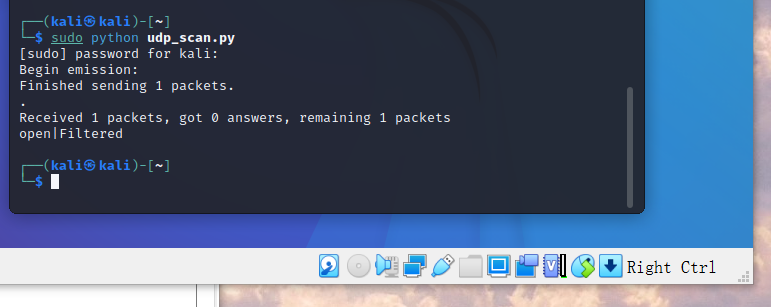 ┌──(kali㉿kali)-[~]
└─$ sudo python udp_scan.py
[sudo] password for kali:
Begin emission:
Finished sending 1 packets.
.
Received 1 packets, got 0 answers, remaining 1 packets
open|Filtered
┌──(kali㉿kali)-[~]
└─$
Right Ctrl